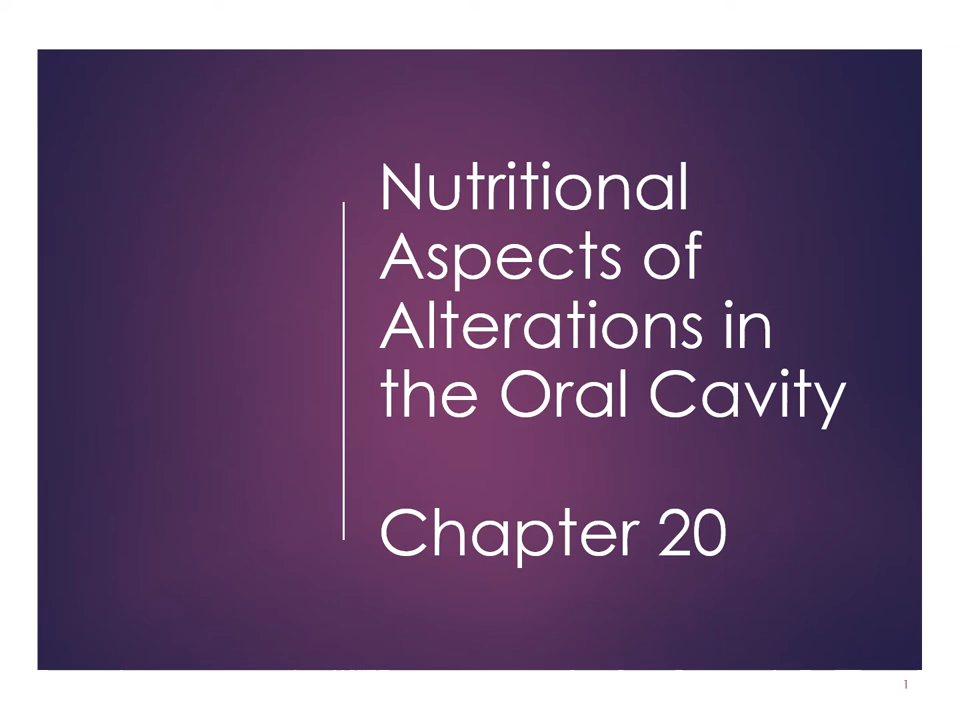 Nutritional
Aspects of
Alterations in
the Oral Cavity
Chapter 20
1